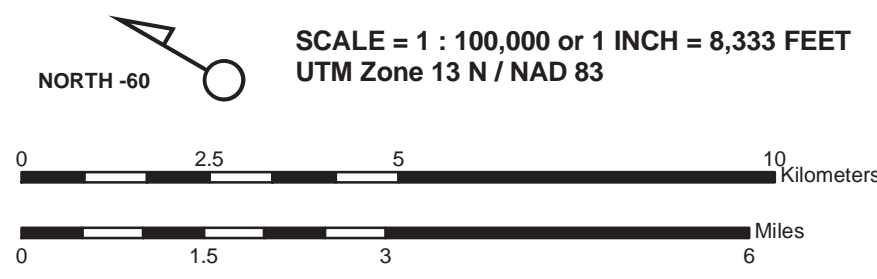 SCALE = 1 : 100,000 or 1 INCH = 8,333 FEET
UTM Zone 13 N / NAD 83
NORTH -60
0 2.5 5 10
Kilometers
Miles
0 1.5 3 6